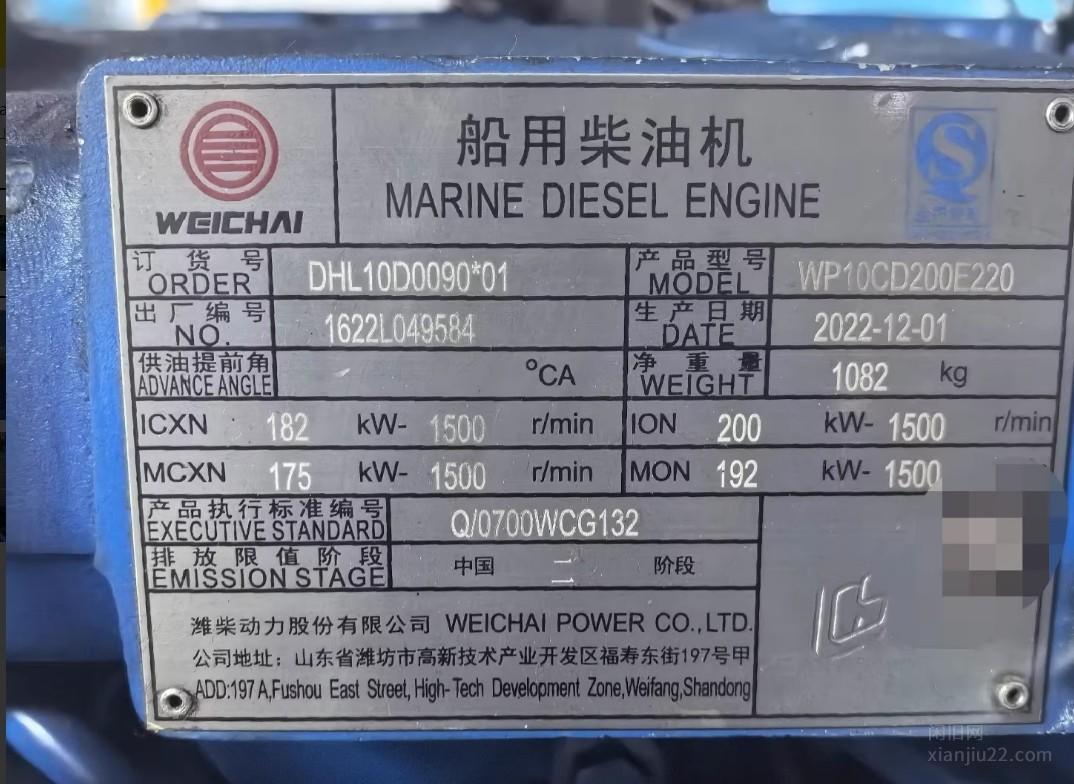 WEICHAI
船用柴油机
MARINE DIESEL ENGINE
订货号 DHL10D0090*01 产品型号 WP10CD200E220
ORDER MODEL
出厂编号 1622L049584 生产日期 2022-12-01
NO. DATE
供油提前角 °CA 净重量 1082 kg
ADVANCE ANGLE WEIGHT
ICXN 182 kW- 1500 r/min ION 200 kW- 1500 r/min
MCXN 175 kW- 1500 r/min MON 192 kW- 1500
产品执行标准编号 Q/0700WCG132
EXECUTIVE STANDARD
排放限值阶段 中国 二 阶段
EMISSION STAGE
潍柴动力股份有限公司 WEICHAI POWER CO.,LTD.
公司地址：山东省潍坊市高新技术产业开发区福寿东街197号甲
ADD:197 A,Fushou East Street, High-Tech Development Zone,Weifang,Shandong
闲旧网
xianjiu22.com